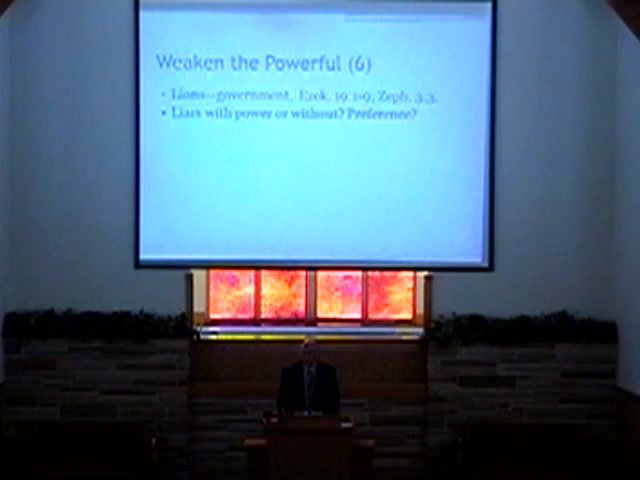 Weaken the Powerful (6)
• Lions—government, Ezek. 19:1-9, Zeph. 3:3.
• Liars with power or without? Preference?